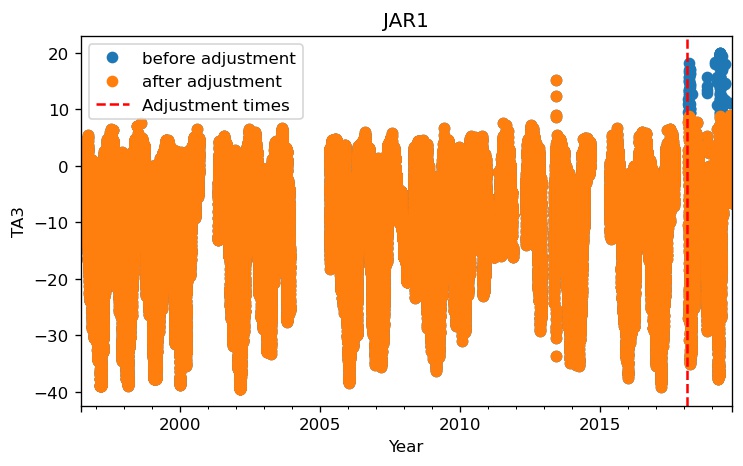 JAR1
before adjustment
after adjustment
Adjustment times
TA3
20
10
0
−10
−20
−30
−40
2000
2005
2010
2015
Year